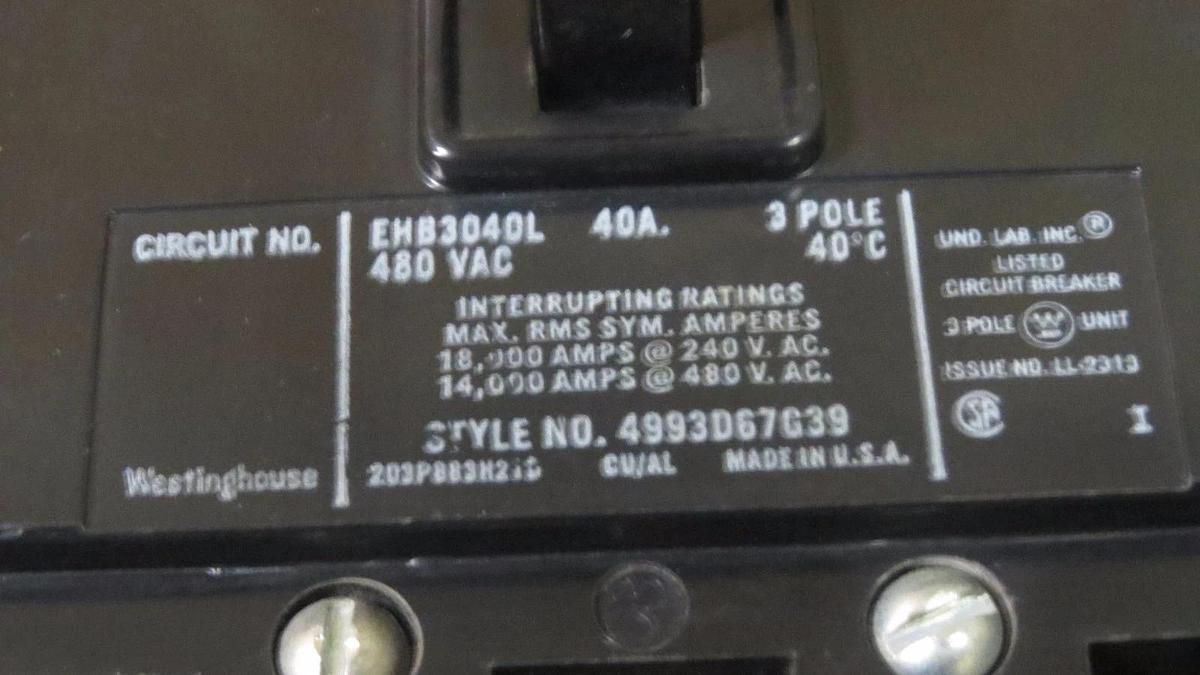 CIRCUIT NO.
EHB3040L 40A. 3 POLE
480 VAC 40°C
INTERRUPTING RATINGS
MAX. RMS SYM. AMPERES
18,000 AMPS @ 240 V. AC.
14,000 AMPS @ 480 V. AC.
STYLE NO. 4993D67G39
CU/AL MADE IN U.S.A.
Westinghouse
UND. LAB. INC.®
LISTED
CIRCUIT BREAKER
3 POLE W UNIT
ISSUE NO. LL-2313
SA I